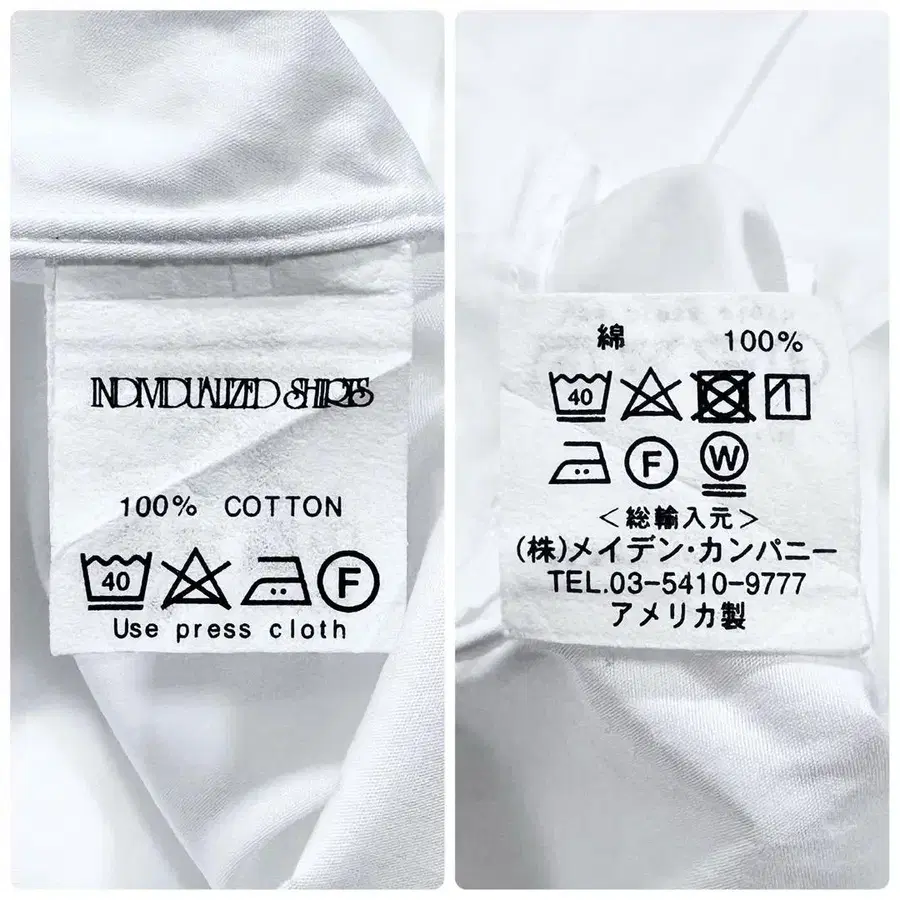 INDIVIDUALIZED SHIRTS
100% COTTON
40 F
Use press cloth
綿 100%
40
F W
＜総輸入元＞
(株)メイデン・カンパニー
TEL.03-5410-9777
アメリカ製